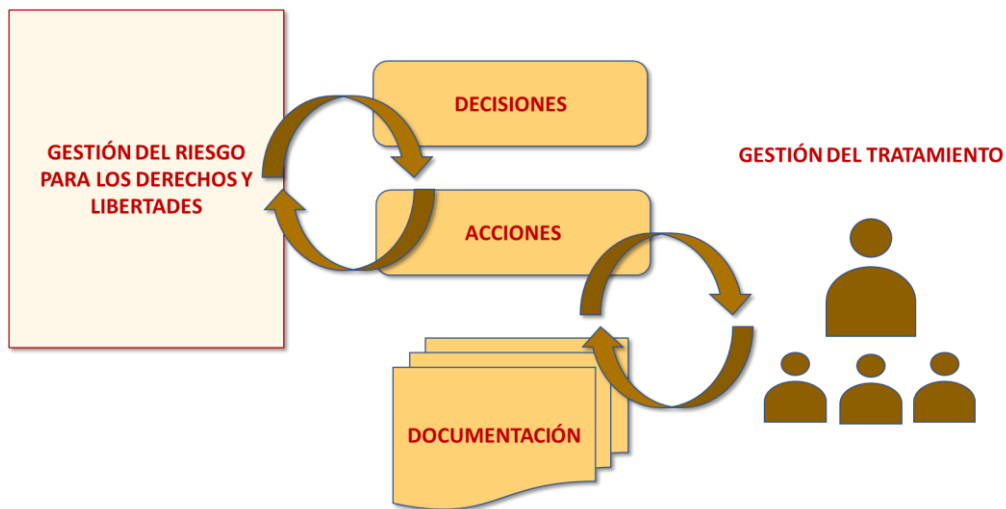 GESTIÓN DEL RIESGO
PARA LOS DERECHOS Y
LIBERTADES
DECISIONES
ACCIONES
DOCUMENTACIÓN
GESTIÓN DEL TRATAMIENTO